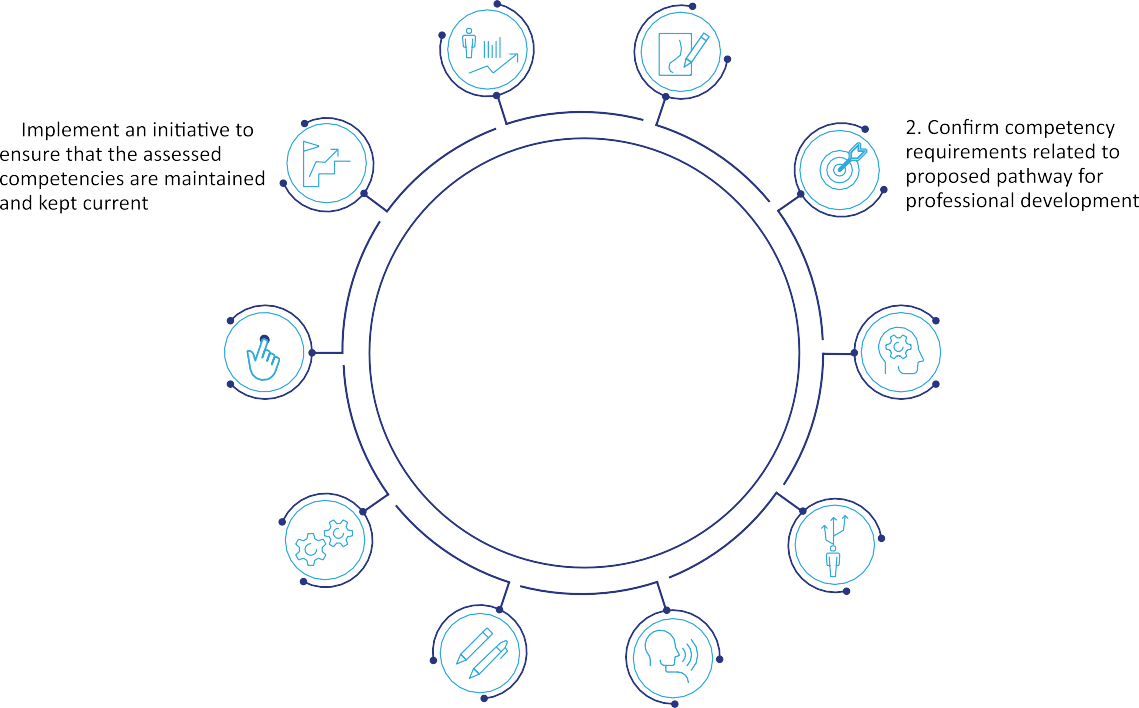 Implement an initiative to
ensure that the assessed
competencies are maintained
and kept current
2. Confirm competency
requirements related to
proposed pathway for
professional development